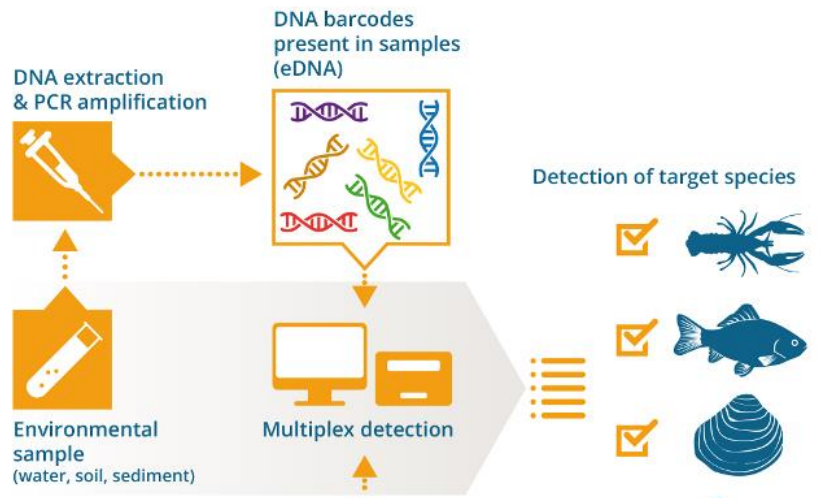 DNA barcodes
present in samples
(eDNA)
DNA extraction
& PCR amplification
Detection of target species
Environmental
sample
(water, soil, sediment)
Multiplex detection